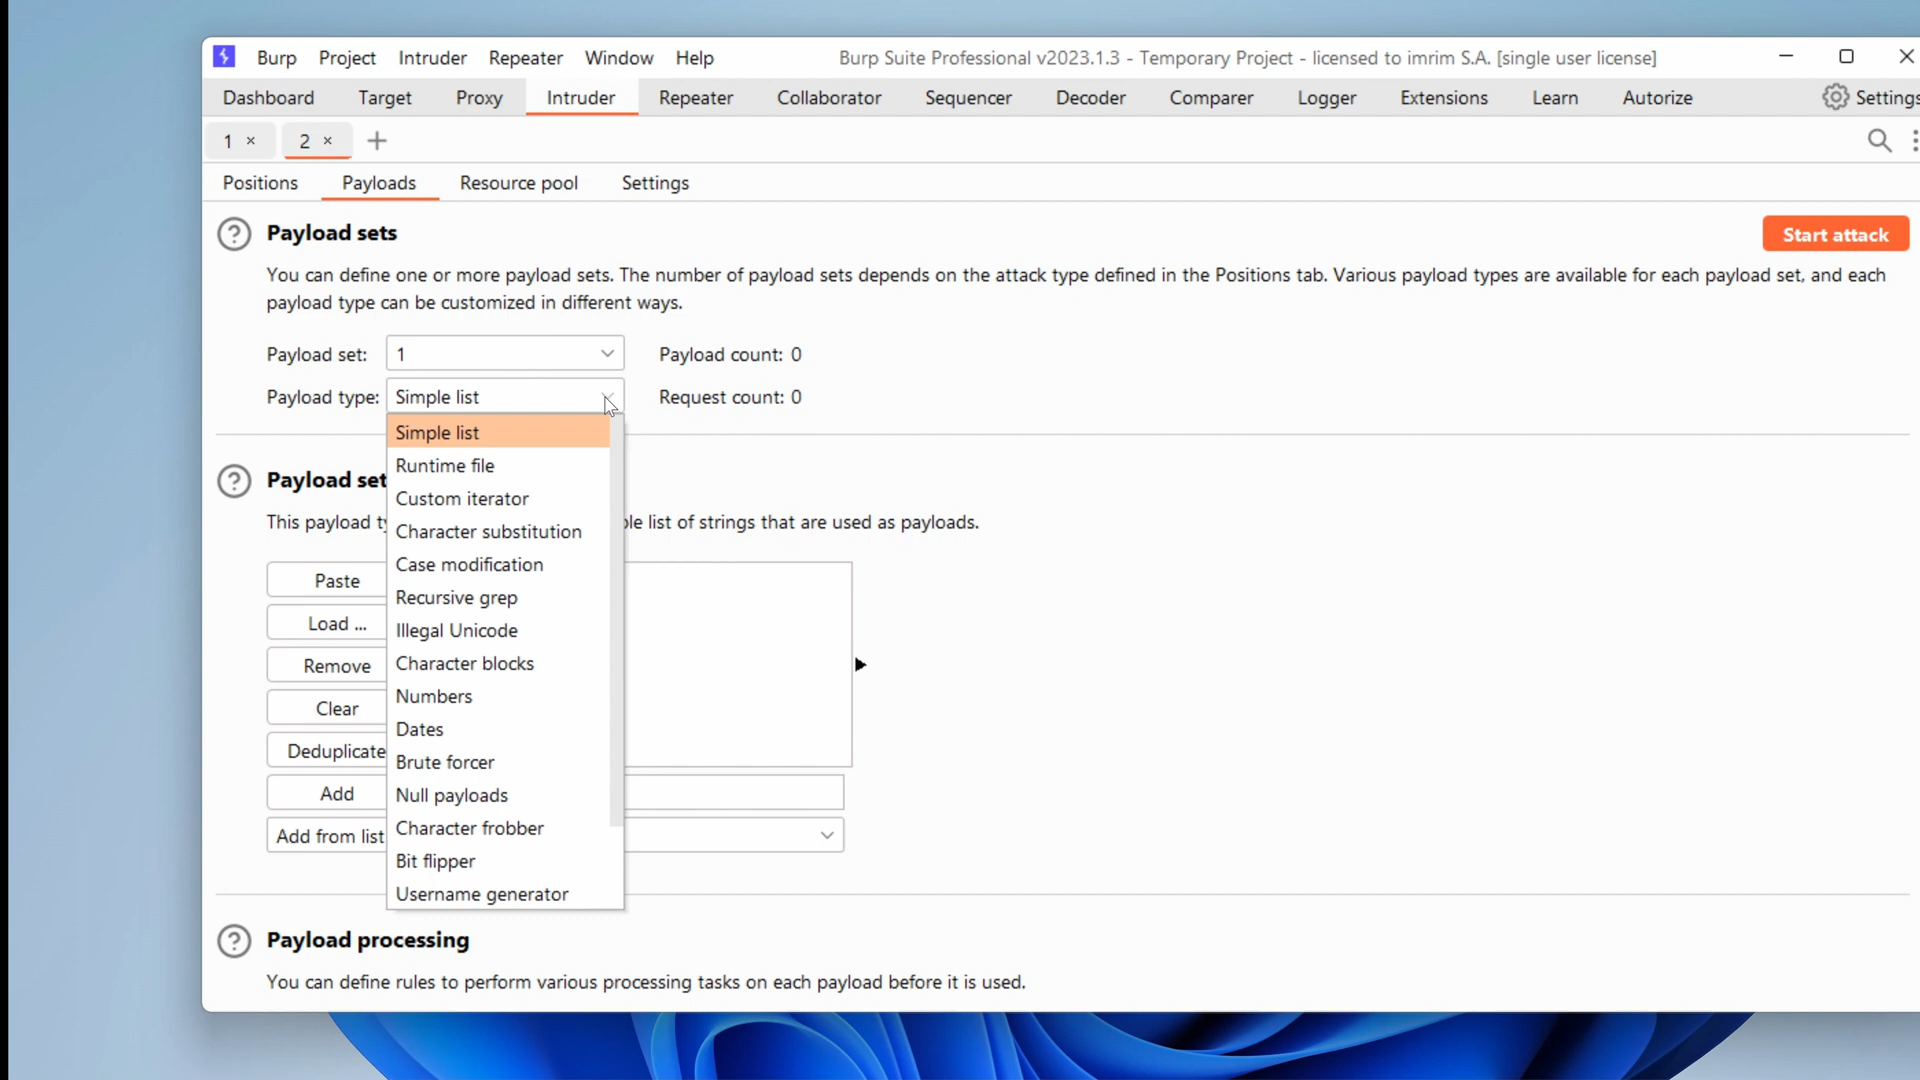 Burp Project Intruder Repeater Window Help Burp Suite Professional v2023.1.3 - Temporary Project - licensed to imrim S.A. [single user license]
Dashboard Target Proxy Intruder Repeater Collaborator Sequencer Decoder Comparer Logger Extensions Learn Autorize Settings
1 × 2 × +
Positions Payloads Resource pool Settings
Payload sets Start attack
You can define one or more payload sets. The number of payload sets depends on the attack type defined in the Positions tab. Various payload types are available for each payload set, and each
payload type can be customized in different ways.
Payload set: 1 Payload count: 0
Payload type: Simple list Request count: 0
Simple list
Runtime file
Custom iterator
Character substitution
Case modification
Recursive grep
Illegal Unicode
Character blocks
Numbers
Dates
Brute forcer
Null payloads
Character frobber
Bit flipper
Username generator
Payload set
This payload ty
ple list of strings that are used as payloads.
Paste
Load ...
Remove
Clear
Deduplicate
Add
Add from list
Payload processing
You can define rules to perform various processing tasks on each payload before it is used.